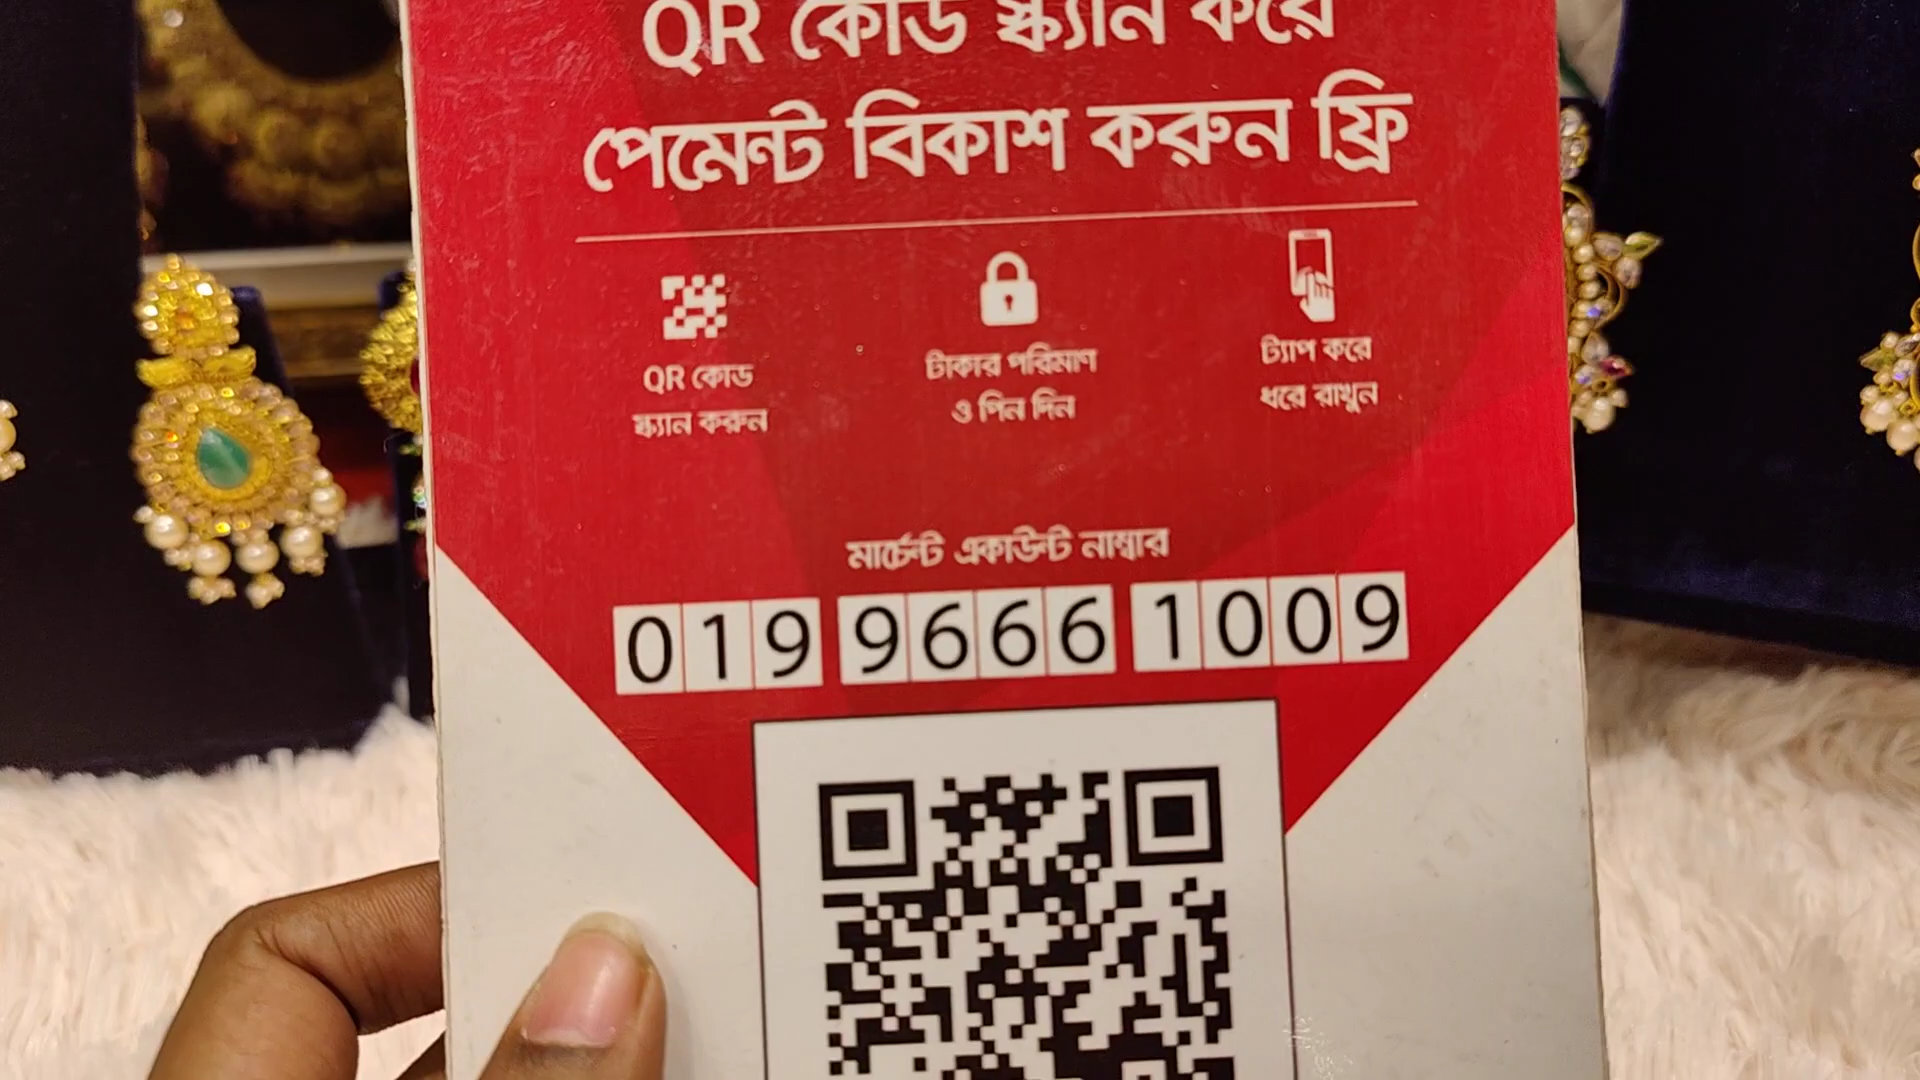 QR কোড স্ক্যান করে
পেমেন্ট বিকাশ করুন ফ্রি
QR কোড
স্ক্যান করুন
টাকার পরিমাণ
ও পিন দিন
ট্যাপ করে
ধরে রাখুন
মার্চেন্ট একাউন্ট নাম্বার
019 9666 1009